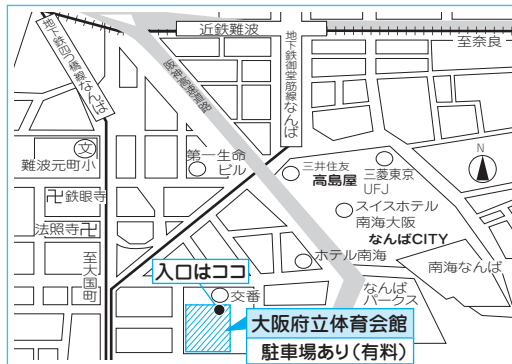 近鉄難波
至奈良
地下鉄四つ橋線なんば
阪神高速道路
地下鉄御堂筋線なんば
N
文
難波元町小
第一生命
ビル
三井住友
高島屋
三菱東京
UFJ
卍鉄眼寺
スイスホテル
南海大阪
法照寺卍
なんばCITY
至大国町
ホテル南海
南海なんば
入口はココ
交番
なんば
パークス
大阪府立体育会館
駐車場あり(有料)